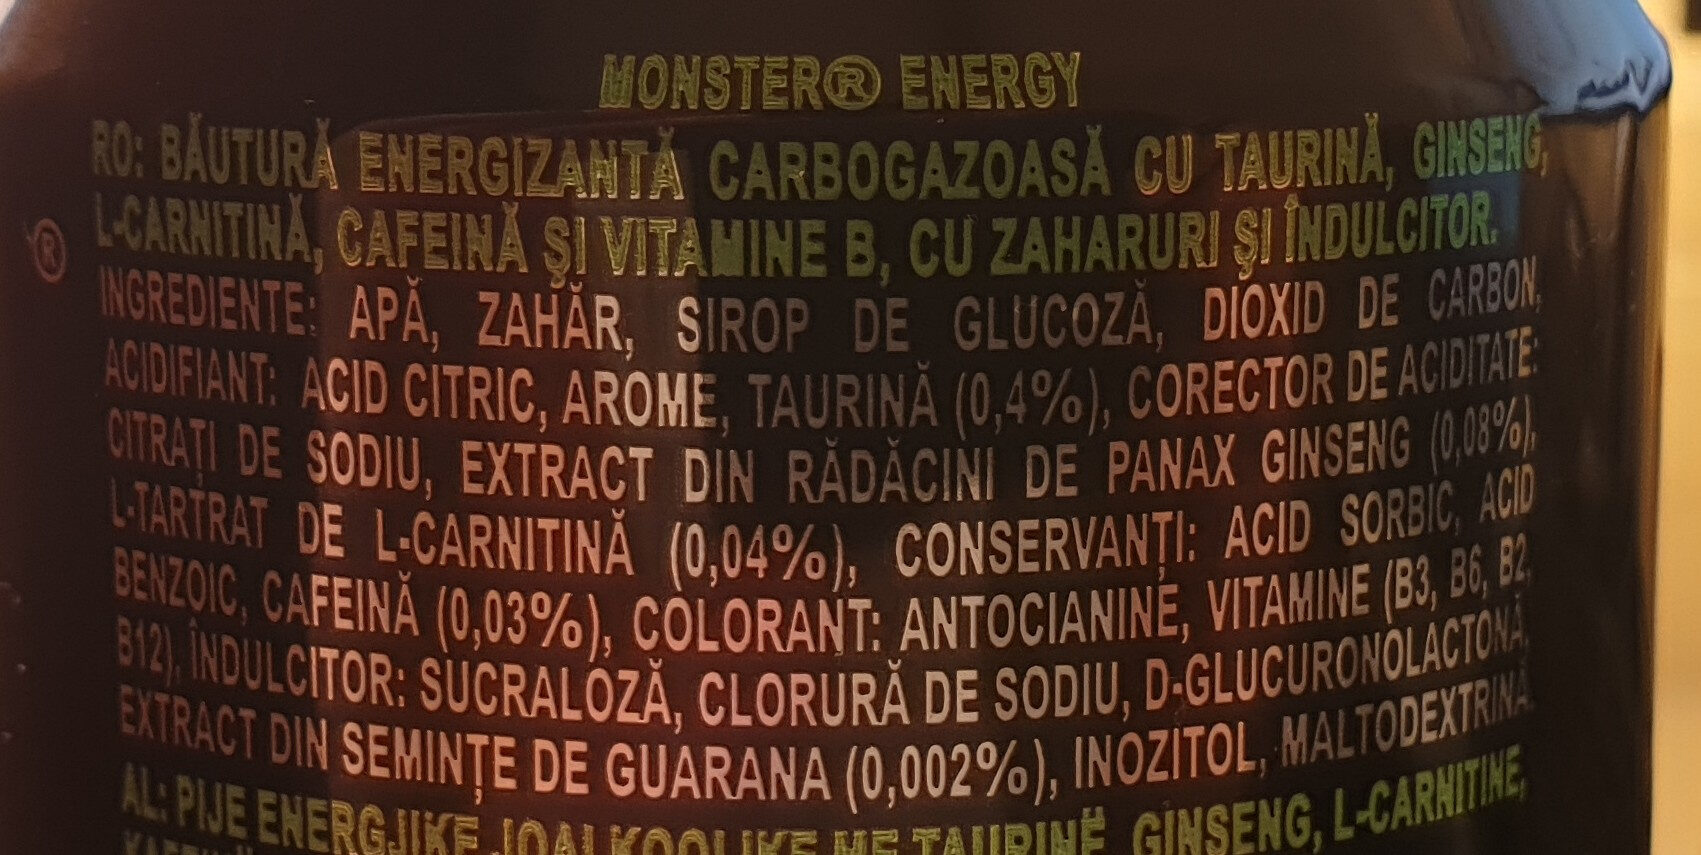 MONSTER® ENERGY
RO: BĂUTURĂ ENERGIZANTĂ CARBOGAZOASĂ CU TAURINĂ, GINSENG,
L-CARNITINĂ, CAFEINĂ ŞI VITAMINE B, CU ZAHARURI ŞI ÎNDULCITOR.
®
INGREDIENTE: APĂ, ZAHĂR, SIROP DE GLUCOZĂ, DIOXID DE CARBON,
ACIDIFIANT: ACID CITRIC, AROME, TAURINĂ (0,4%), CORECTOR DE ACIDITATE:
CITRAȚI DE SODIU, EXTRACT DIN RĂDĂCINI DE PANAX GINSENG (0,08%),
L-TARTRAT DE L-CARNITINĂ (0,04%), CONSERVANȚI: ACID SORBIC, ACID
BENZOIC, CAFEINĂ (0,03%), COLORANT: ANTOCIANINE, VITAMINE (B3, B6, B2,
B12), ÎNDULCITOR: SUCRALOZĂ, CLORURĂ DE SODIU, D-GLUCURONOLACTONĂ,
EXTRACT DIN SEMINȚE DE GUARANA (0,002%), INOZITOL, MALTODEXTRINĂ.
AL: PIJE ENERGJIKE JOALKOOLIKE ME TAURINË, GINSENG, L-CARNITINE,